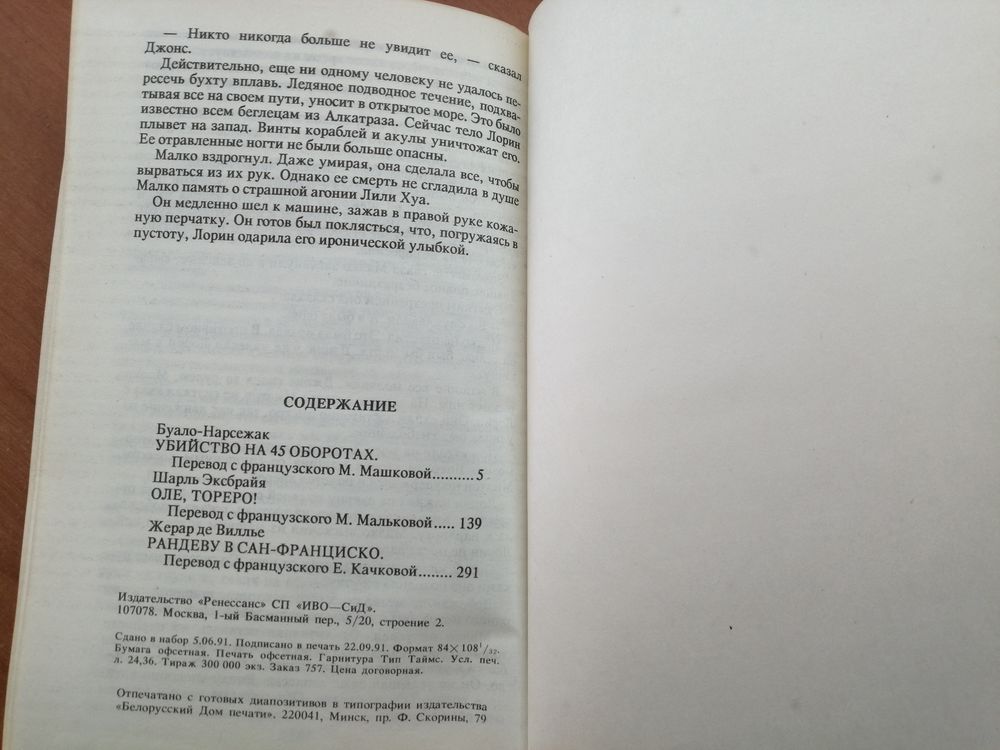 — Никто никогда больше не увидит ее, — сказал
Джонс.
Действительно, еще ни одному человеку не удалось пе-
ресечь бухту вплавь. Ледяное подводное течение, подхва-
тывая все на своем пути, уносит в открытое море. Это было
известно всем беглецам из Алкатраза. Сейчас тело Лорин
плывет на запад. Винты кораблей и акулы уничтожат его.
Ее отравленные ногти не были больше опасны.
Малко вздрогнул. Даже умирая, она сделала все, чтобы
вырваться из их рук. Однако ее смерть не сгладила в душе
Малко память о страшной агонии Лили Хуа.
Он медленно шел к машине, зажав в правой руке кожа-
ную перчатку. Он готов был поклясться, что, погружаясь в
пустоту, Лорин одарила его иронической улыбкой.
СОДЕРЖАНИЕ
Буало-Нарсежак
УБИЙСТВО НА 45 ОБОРОТАХ.
Перевод с французского М. Машковой.......... 5
Шарль Эксбрайя
ОЛЕ, ТОРЕРО!
Перевод с французского М. Мальковой..... 139
Жерар де Виллье
РАНДЕВУ В САН-ФРАНЦИСКО.
Перевод с французского Е. Качковой........ 291
Издательство «Ренессанс» СП «ИВО—СиД».
107078. Москва, 1-ый Басманный пер., 5/20, строение 2.
Сдано в набор 5.06.91. Подписано в печать 22.09.91. Формат 84×108¹/₃₂.
Бумага офсетная. Печать офсетная. Гарнитура Тип Таймс. Усл. печ.
л. 24,36. Тираж 300 000 экз. Заказ 757. Цена договорная.
Отпечатано с готовых диапозитивов в типографии издательства
«Белорусский Дом печати». 220041, Минск, пр. Ф. Скорины, 79